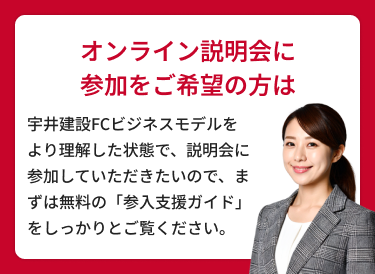 オンライン説明会に
参加をご希望の方は
宇井建設FCビジネスモデルを
より理解した状態で、説明会に
参加していただきたいので、ま
ずは無料の「参入支援ガイド」
をしっかりとご覧ください。